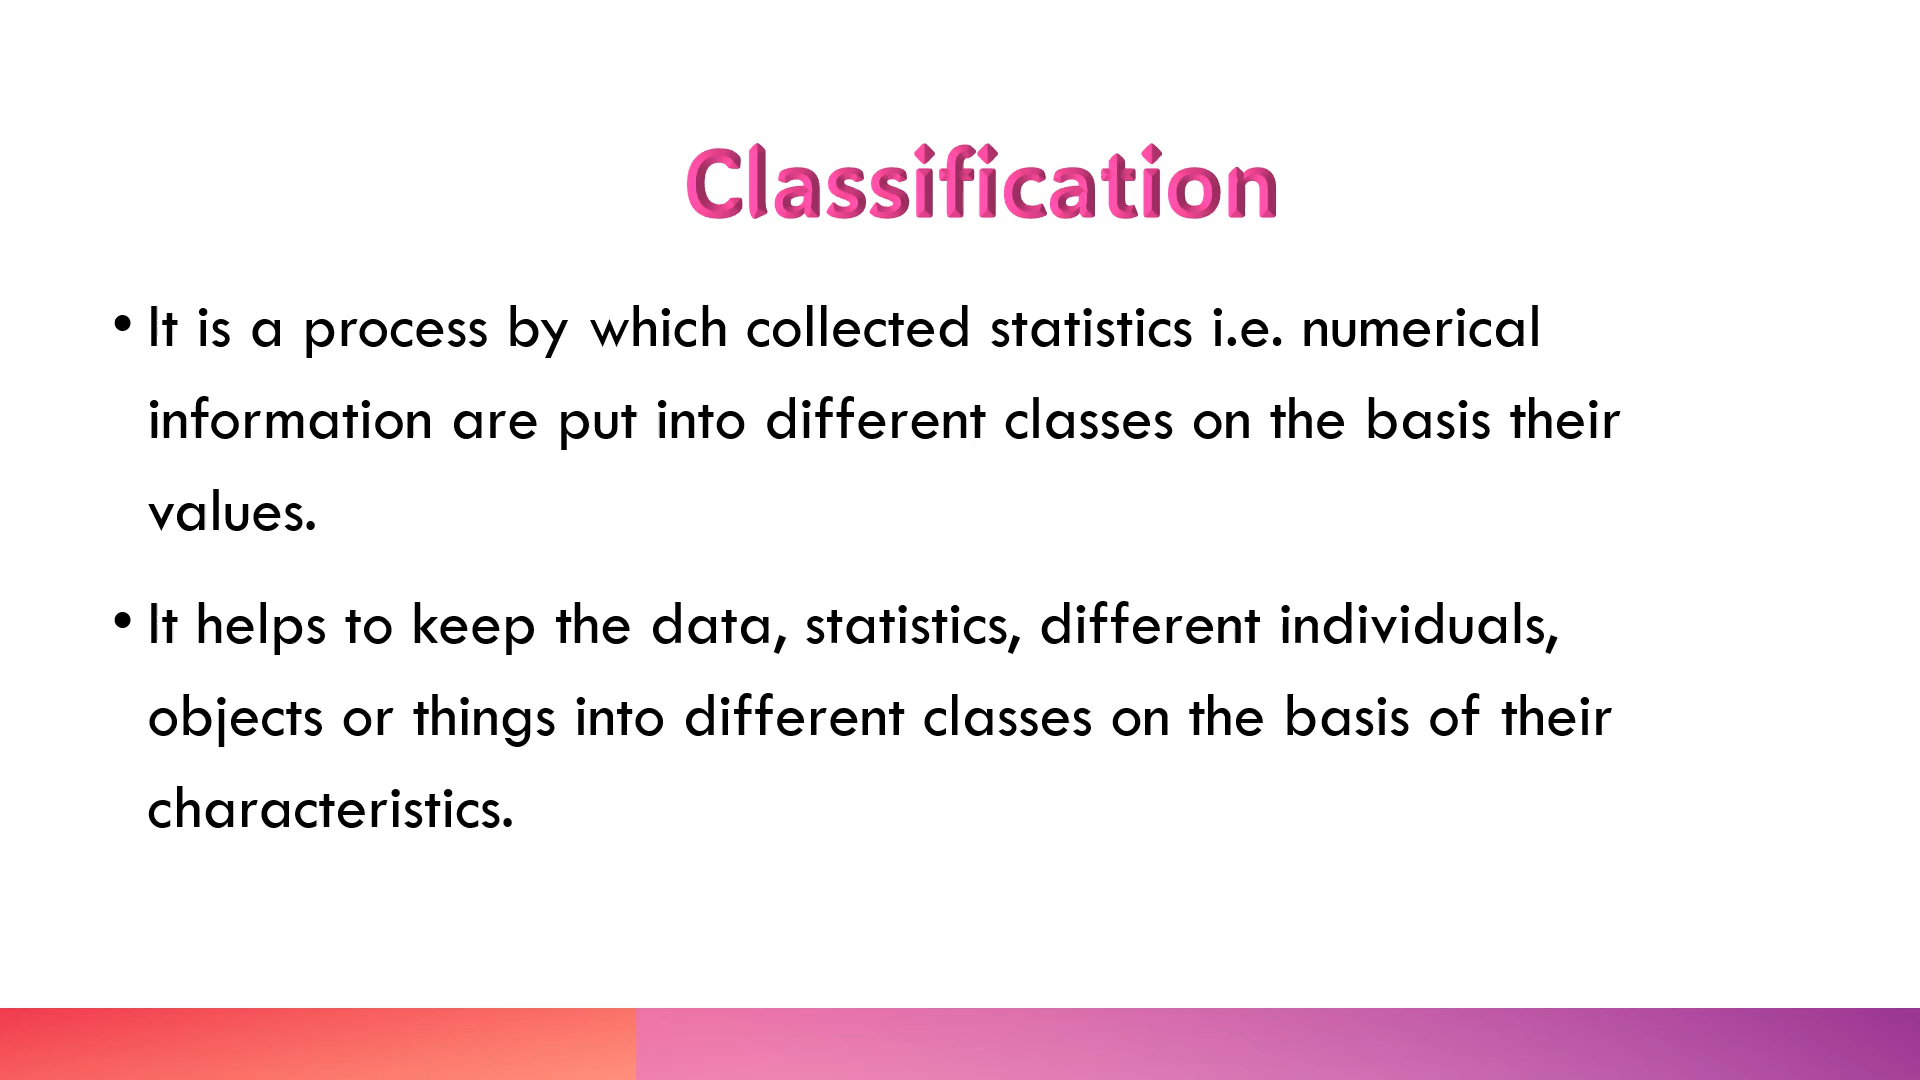 Classification
• It is a process by which collected statistics i.e. numerical
information are put into different classes on the basis their
values.
• It helps to keep the data, statistics, different individuals,
objects or things into different classes on the basis of their
characteristics.